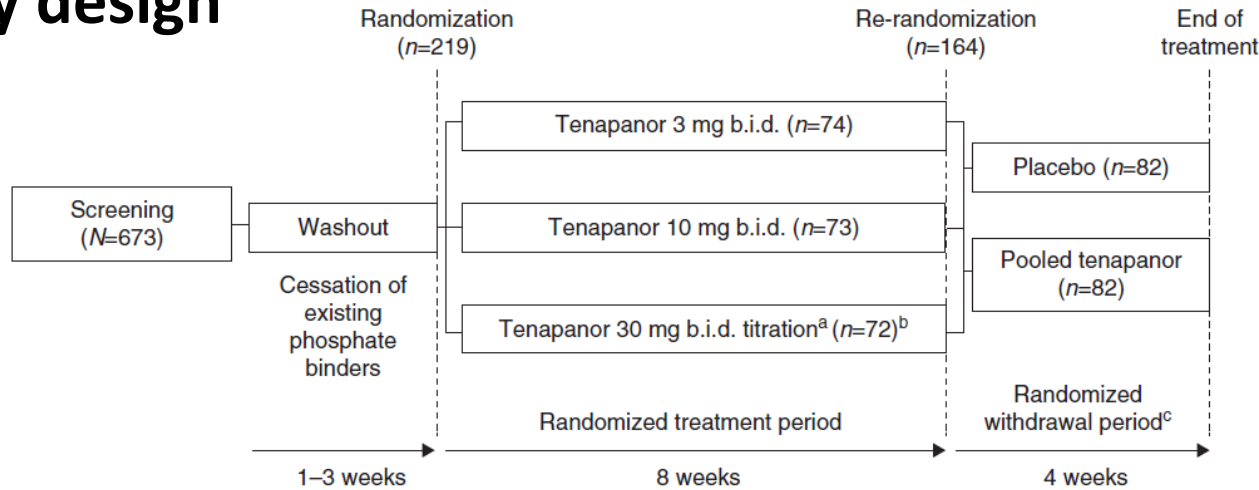 y design
Randomization
(n=219)
Re-randomization
(n=164)
End of
treatment
Tenapanor 3 mg b.i.d. (n=74)
Placebo (n=82)
Screening
(N=673)
Washout
Tenapanor 10 mg b.i.d. (n=73)
Pooled tenapanor
(n=82)
Cessation of
existing
phosphate
binders
Tenapanor 30 mg b.i.d. titrationᵃ (n=72)ᵇ
Randomized treatment period
Randomized
withdrawal periodᶜ
1–3 weeks
8 weeks
4 weeks